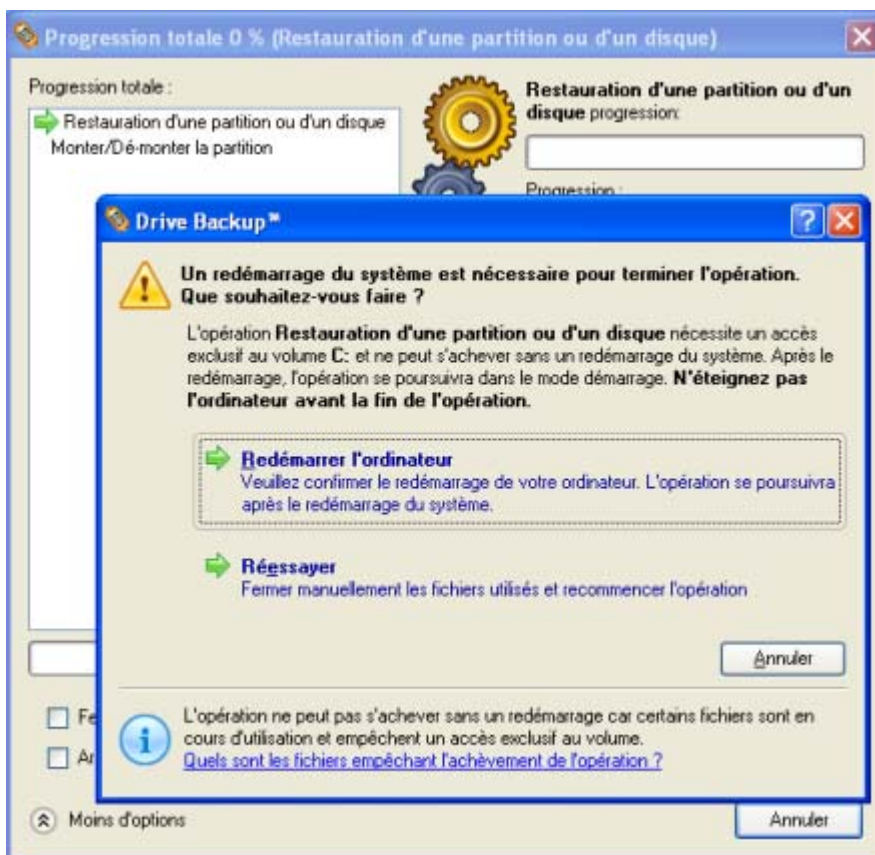 Progression totale 0 % (Restauration d'une partition ou d'un disque)
Progression totale :
Restauration d'une partition ou d'un disque
Monter/Dé-monter la partition
Restauration d'une partition ou d'un
disque progression:
Progression :
Drive Backup™
Un redémarrage du système est nécessaire pour terminer l'opération.
Que souhaitez-vous faire ?
L'opération Restauration d'une partition ou d'un disque nécessite un accès
exclusif au volume C: et ne peut s'achever sans un redémarrage du système. Après le
redémarrage, l'opération se poursuivra dans le mode démarrage. N'éteignez pas
l'ordinateur avant la fin de l'opération.
Redémarrer l'ordinateur
Veuillez confirmer le redémarrage de votre ordinateur. L'opération se poursuivra
après le redémarrage du système.
Réessayer
Fermer manuellement les fichiers utilisés et recommencer l'opération
Annuler
L'opération ne peut pas s'achever sans un redémarrage car certains fichiers sont en
cours d'utilisation et empêchent un accès exclusif au volume.
Quels sont les fichiers empêchant l'achèvement de l'opération ?
Fe
Ar
Moins d'options
Annuler